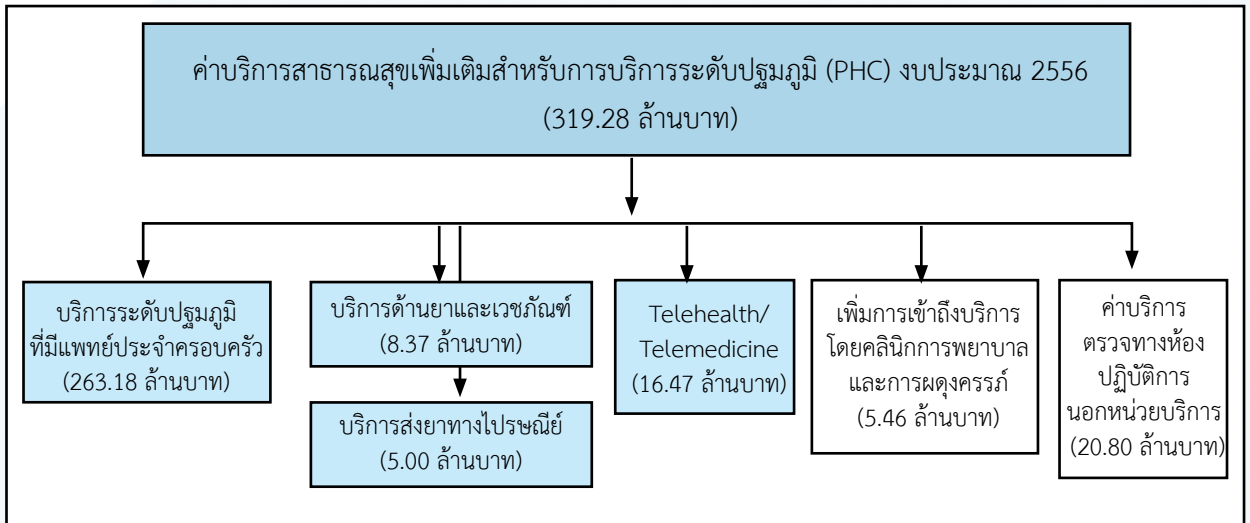 ค่าบริการสาธารณสุขเพิ่มเติมสำหรับการบริการระดับปฐมภูมิ (PHC) งบประมาณ 2556
(319.28 ล้านบาท)
บริการระดับปฐมภูมิ
ที่มีแพทย์ประจำครอบครัว
(263.18 ล้านบาท)
บริการด้านยาและเวชภัณฑ์
(8.37 ล้านบาท)
บริการส่งยาทางไปรษณีย์
(5.00 ล้านบาท)
Telehealth/
Telemedicine
(16.47 ล้านบาท)
เพิ่มการเข้าถึงบริการ
โดยคลินิกการพยาบาล
และการผดุงครรภ์
(5.46 ล้านบาท)
ค่าบริการ
ตรวจทางห้อง
ปฏิบัติการ
นอกหน่วยบริการ
(20.80 ล้านบาท)